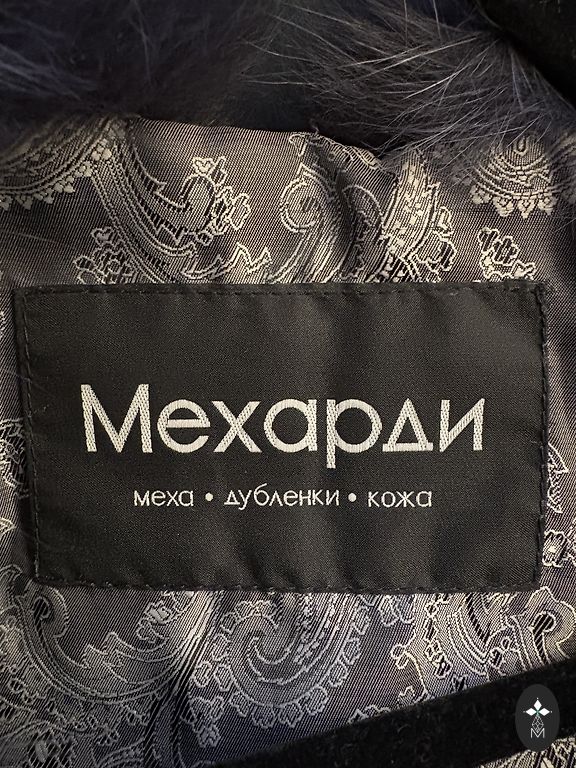 Мехарди
меха • дубленки • кожа
M